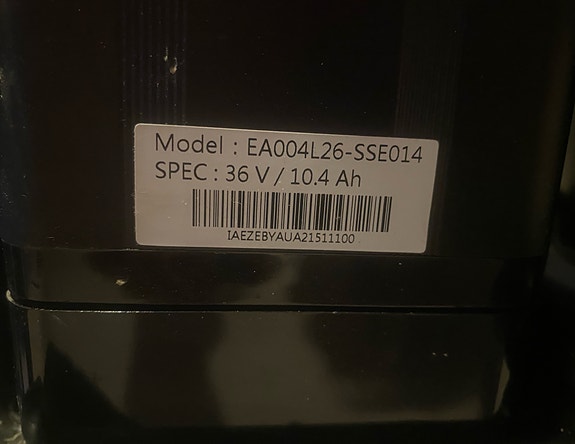 Model : EA004L26-SSE014
SPEC : 36 V / 10.4 Ah
IAEZEBYAUA21511100